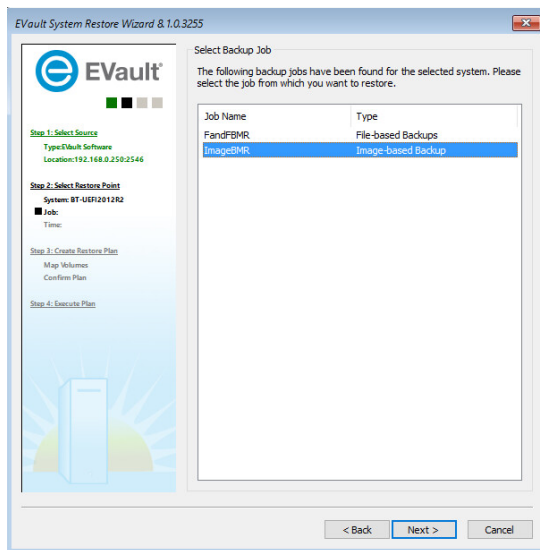 EVault System Restore Wizard 8.1.0.3255
EVault
Step 1: Select Source
Type:EVault Software
Location:192.168.0.250:2546
Step 2: Select Restore Point
System: BT-UEFI2012R2
Job:
Time:
Step 3: Create Restore Plan
Map Volumes
Confirm Plan
Step 4: Execute Plan
Select Backup Job
The following backup jobs have been found for the selected system. Please
select the job from which you want to restore.
Job Name Type
FandFBMR File-based Backups
ImageBMR Image-based Backup
< Back Next > Cancel